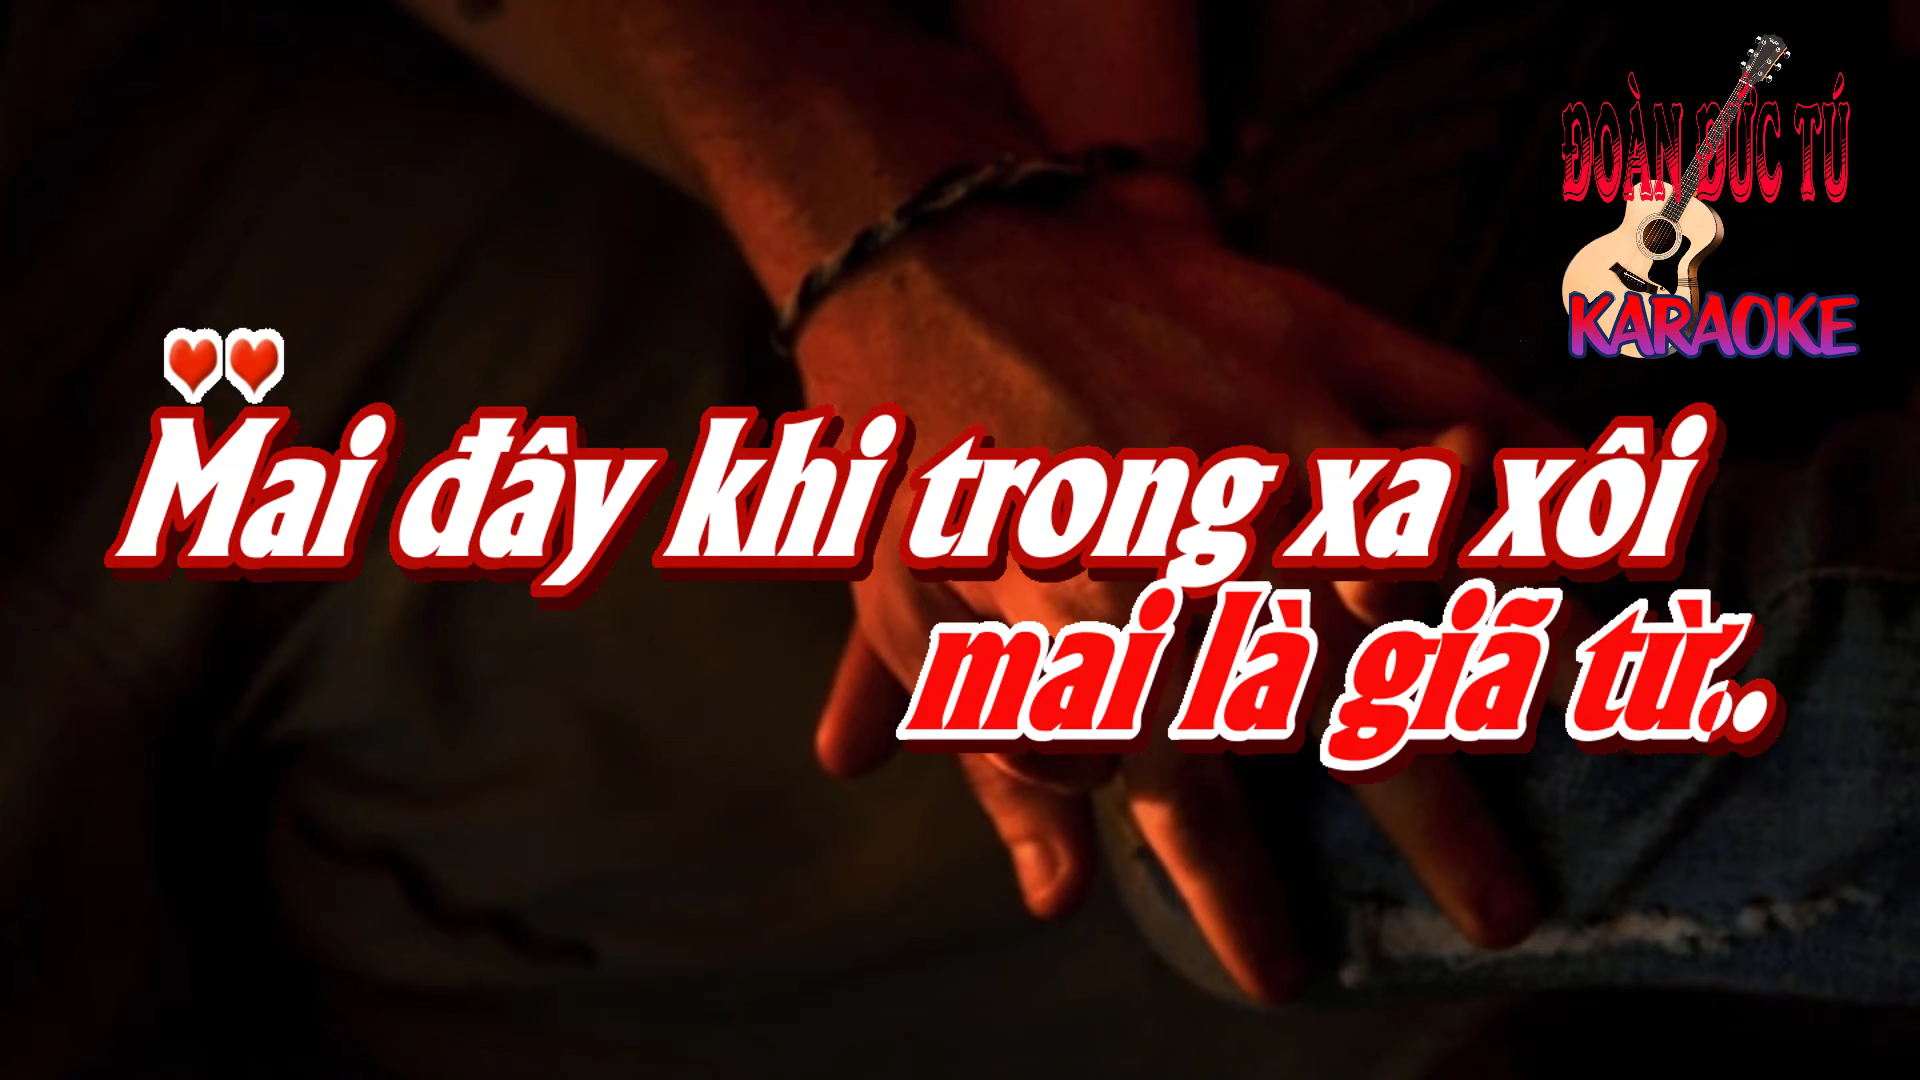 ĐOÀN ĐỨC TÚ
KARAOKE
Mai đây khi trong xa xôi
mai là giã từ..